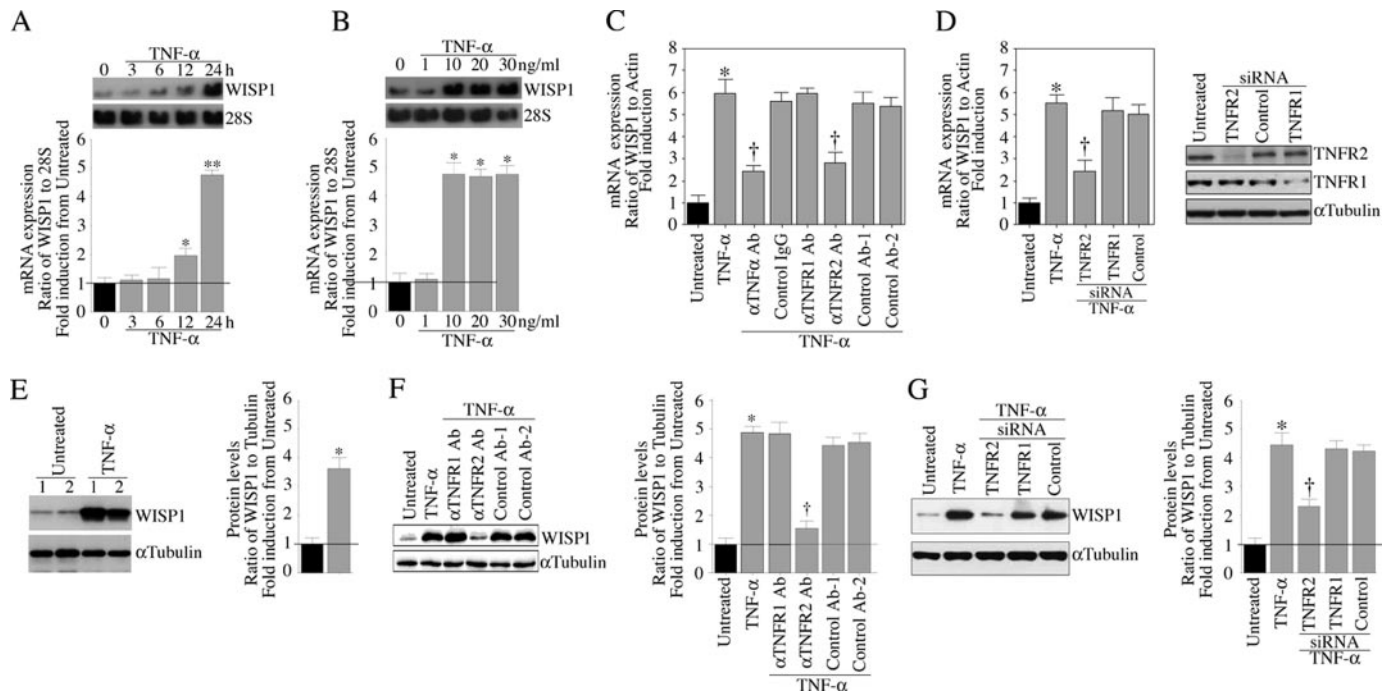 A
TNF-α
0 3 6 12 24 h
WISP1
28S
mRNA expression
Ratio of WISP1 to 28S
Fold induction from Untreated
6
5
4
3
2
1
0
*
**
0 3 6 12 24 h
TNF-α
B
TNF-α
0 1 10 20 30 ng/ml
WISP1
28S
mRNA expression
Ratio of WISP1 to 28S
Fold induction from Untreated
6
5
4
3
2
1
0
* * *
0 1 10 20 30 ng/ml
TNF-α
C
mRNA expression
Ratio of WISP1 to Actin
Fold induction
8
7
6
5
4
3
2
1
0
*
†
†
Untreated
TNF-α
αTNFα Ab
Control IgG
αTNFR1 Ab
αTNFR2 Ab
Control Ab-1
Control Ab-2
TNF-α
D
mRNA expression
Ratio of WISP1 to Actin
Fold induction
8
7
6
5
4
3
2
1
0
*
†
Untreated
TNF-α
TNFR2
TNFR1
Control
siRNA
TNF-α
siRNA
Untreated
TNFR2
Control
TNFR1
TNFR2
TNFR1
αTubulin
E
Untreated
TNF-α
1 2 1 2
WISP1
αTubulin
Protein levels
Ratio of WISP1 to Tubulin
Fold induction from Untreated
6
5
4
3
2
1
0
*
F
TNF-α
Untreated
TNF-α
αTNFR1 Ab
αTNFR2 Ab
Control Ab-1
Control Ab-2
WISP1
αTubulin
Protein levels
Ratio of WISP1 to Tubulin
Fold induction from Untreated
6
5
4
3
2
1
0
*
†
Untreated
TNF-α
αTNFR1 Ab
αTNFR2 Ab
Control Ab-1
Control Ab-2
TNF-α
G
TNF-α
siRNA
Untreated
TNF-α
TNFR2
TNFR1
Control
WISP1
αTubulin
Protein levels
Ratio of WISP1 to Tubulin
Fold induction from Untreated
6
5
4
3
2
1
0
*
†
Untreated
TNF-α
TNFR2
TNFR1
Control
siRNA
TNF-α